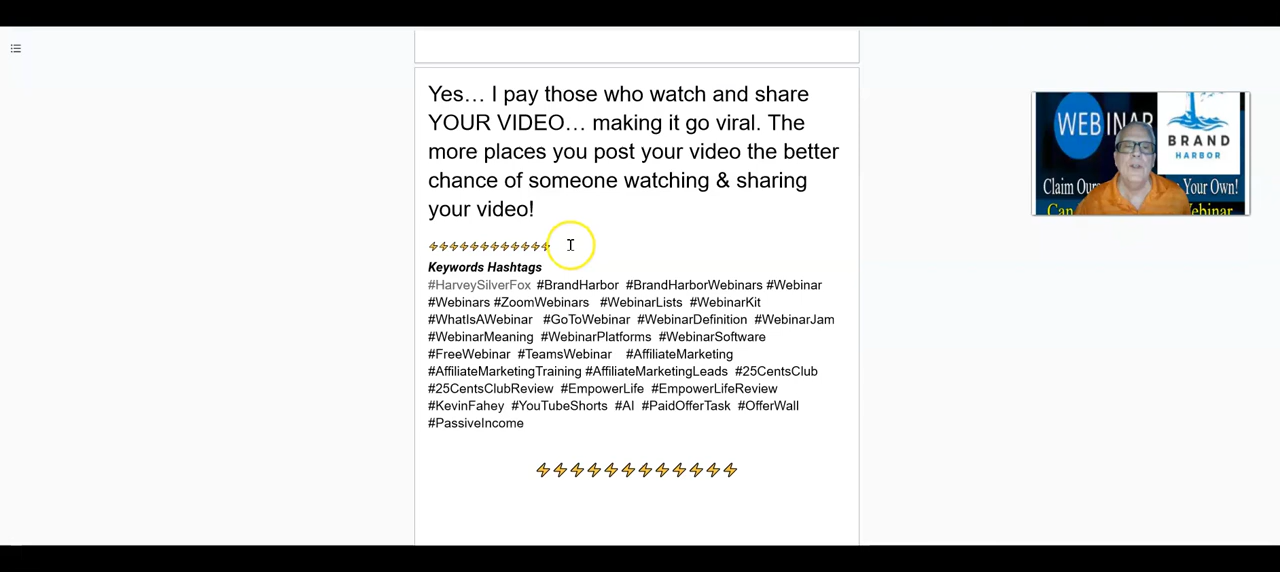 Yes… I pay those who watch and share
YOUR VIDEO… making it go viral. The
more places you post your video the better
chance of someone watching & sharing
your video!
Keywords Hashtags
#HarveySilverFox #BrandHarbor #BrandHarborWebinars #Webinar
#Webinars #ZoomWebinars #WebinarLists #WebinarKit
#WhatIsAWebinar #GoToWebinar #WebinarDefinition #WebinarJam
#WebinarMeaning #WebinarPlatforms #WebinarSoftware
#FreeWebinar #TeamsWebinar #AffiliateMarketing
#AffiliateMarketingTraining #AffiliateMarketingLeads #25CentsClub
#25CentsClubReview #EmpowerLife #EmpowerLifeReview
#KevinFahey #YouTubeShorts #AI #PaidOfferTask #OfferWall
#PassiveIncome
WEBINAR
BRAND
HARBOR
Claim Your Own!
Can